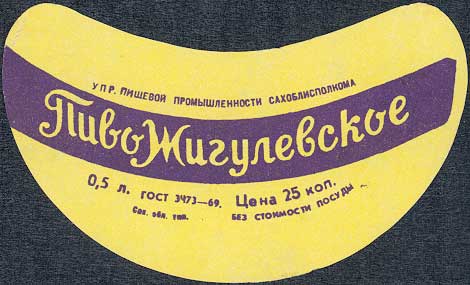 УПР. ПИЩЕВОЙ ПРОМЫШЛЕННОСТИ САХОБЛИСПОЛКОМА
Пиво Жигулевское
0,5 л. ГОСТ 3473—69. Цена 25 коп.
Сах. обл. тип. БЕЗ СТОИМОСТИ ПОСУДЫ